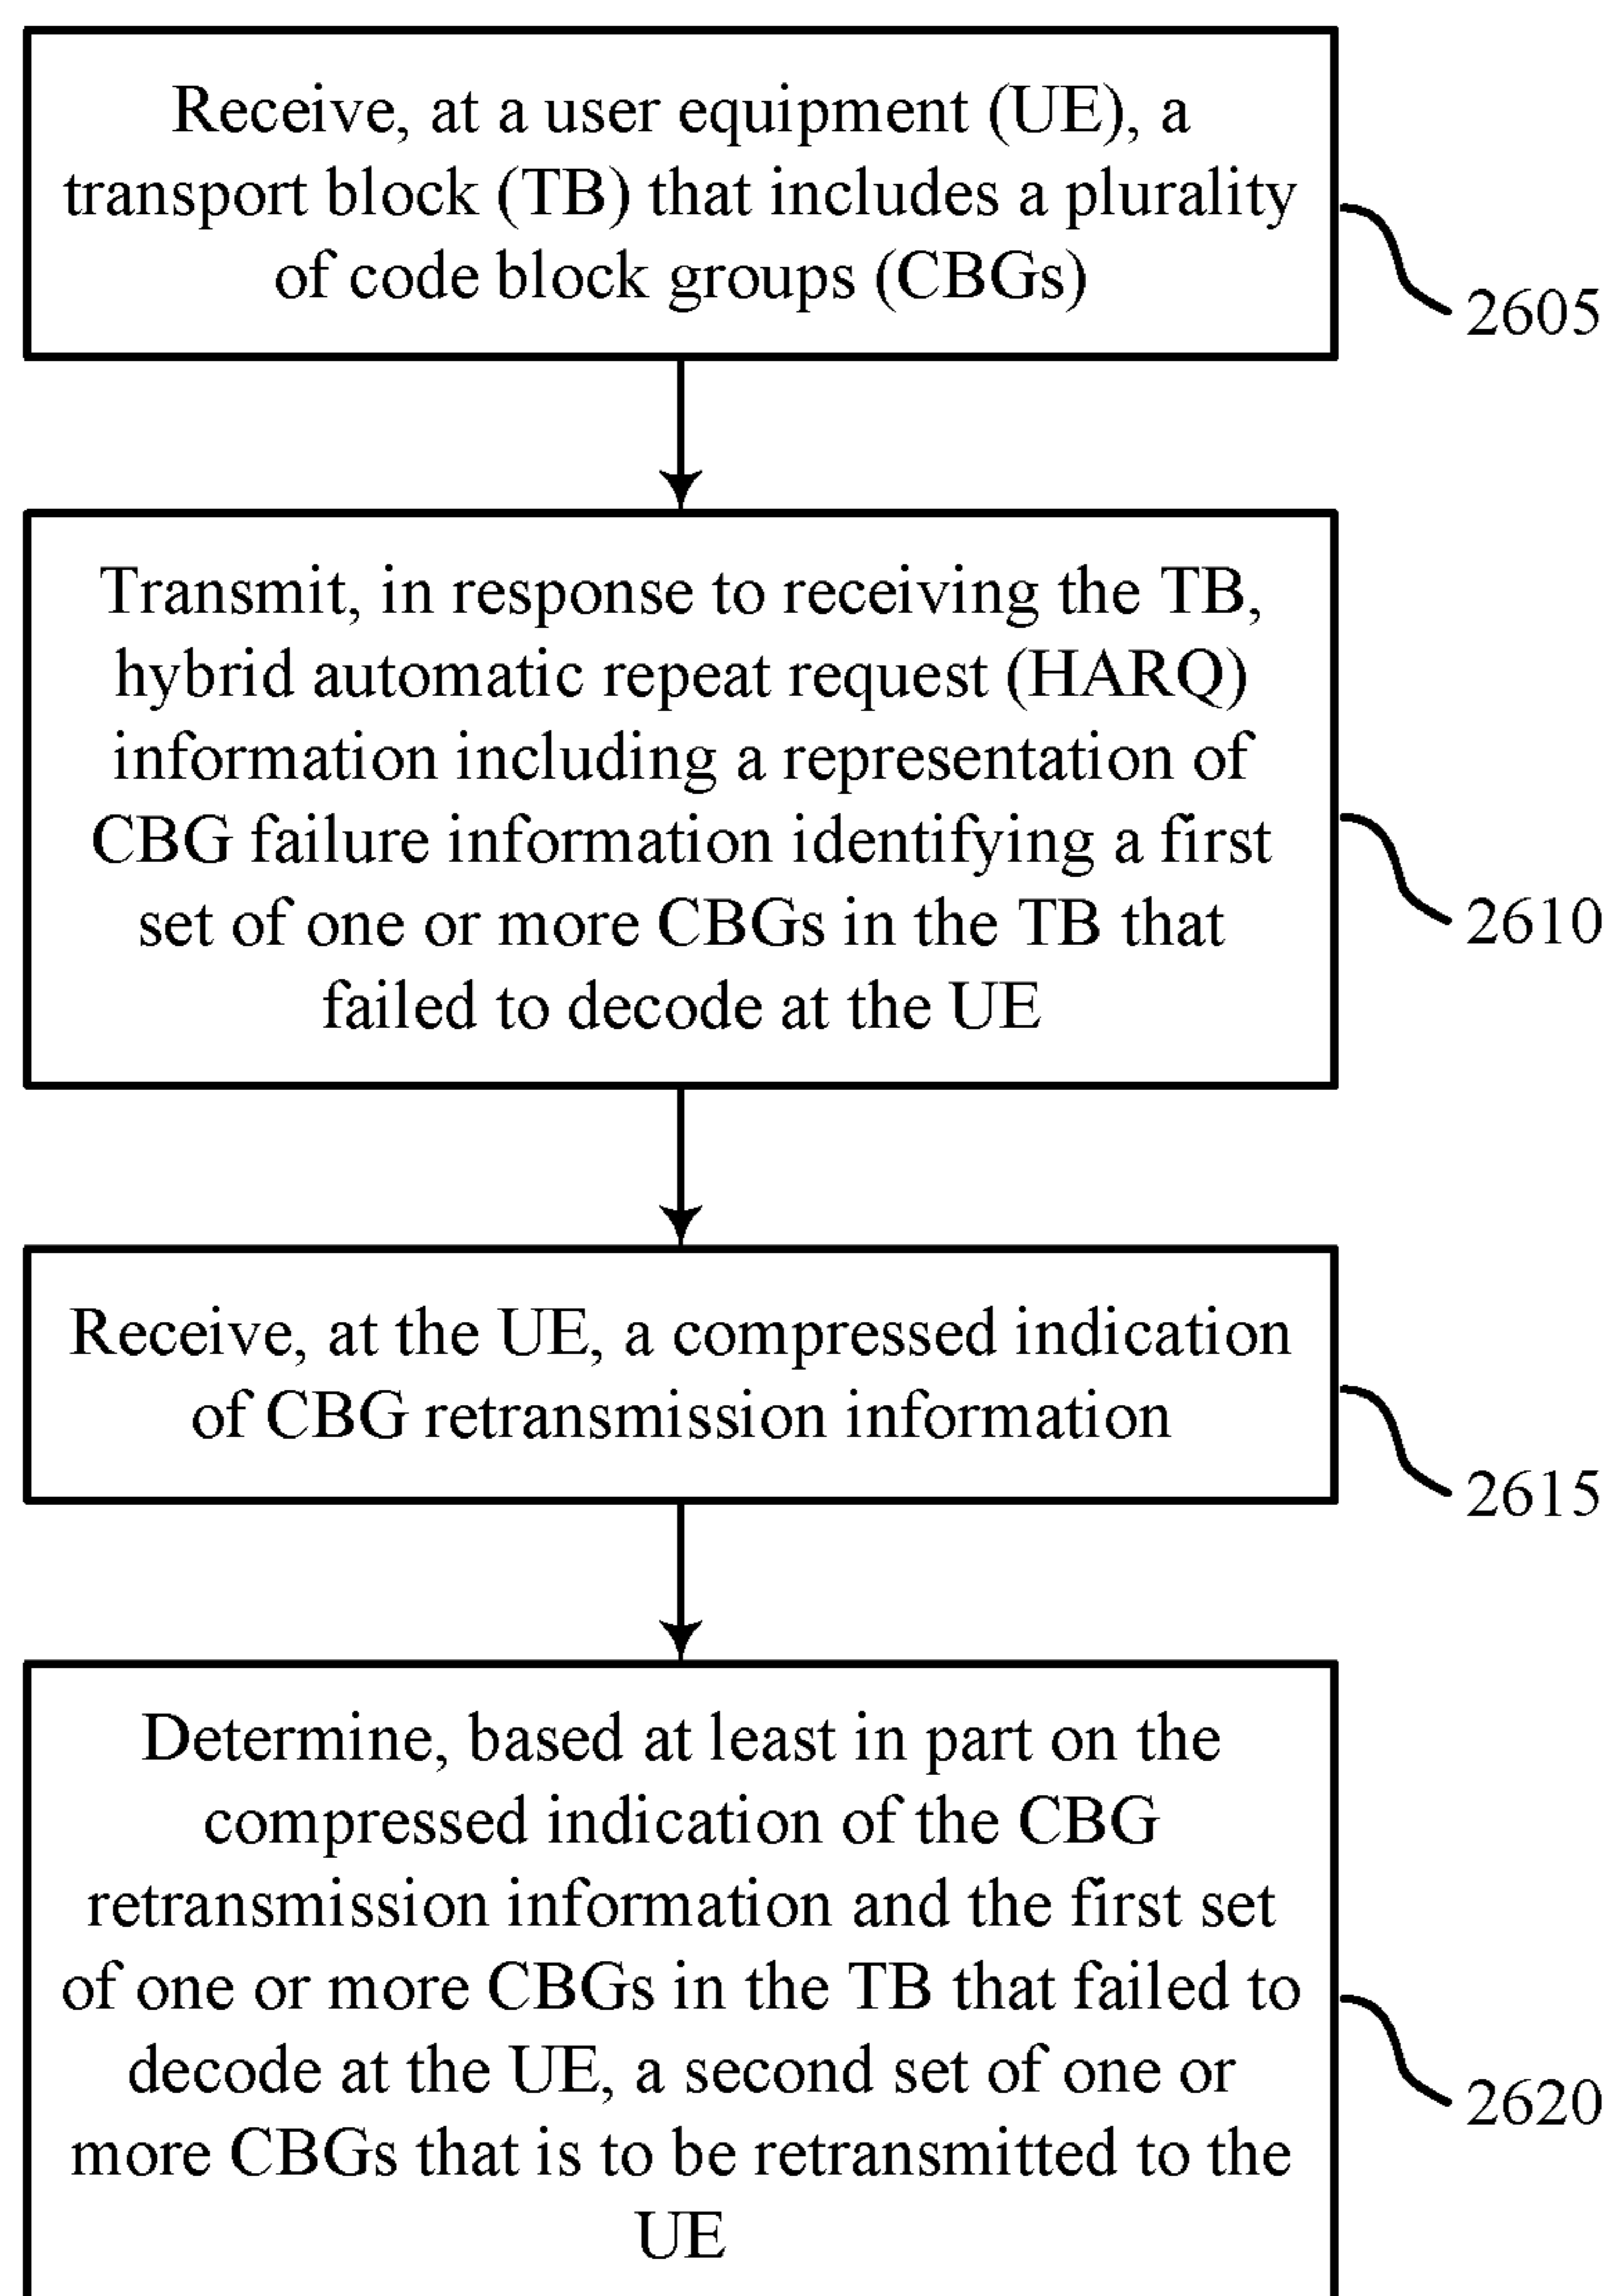 Receive, at a user equipment (UE), a
transport block (TB) that includes a plurality
of code block groups (CBGs)
2605
Transmit, in response to receiving the TB,
hybrid automatic repeat request (HARQ)
information including a representation of
CBG failure information identifying a first
set of one or more CBGs in the TB that
failed to decode at the UE
2610
Receive, at the UE, a compressed indication
of CBG retransmission information
2615
Determine, based at least in part on the
compressed indication of the CBG
retransmission information and the first set
of one or more CBGs in the TB that failed to
decode at the UE, a second set of one or
more CBGs that is to be retransmitted to the
UE
2620